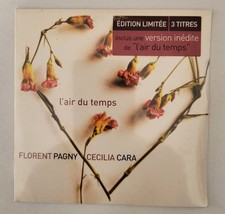 ÉDITION LIMITÉE | 3 TITRES
inclus une version inédite
de "l'air du temps"
l'air du temps
FLORENT PAGNY CECILIA CARA